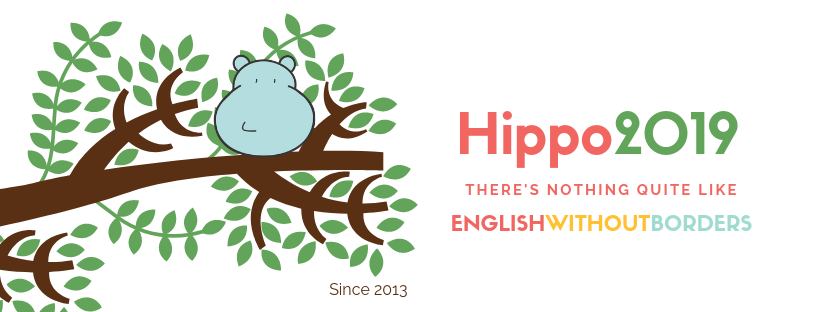 Hippo2019
THERE'S NOTHING QUITE LIKE
ENGLISHWITHOUTBORDERS
Since 2013